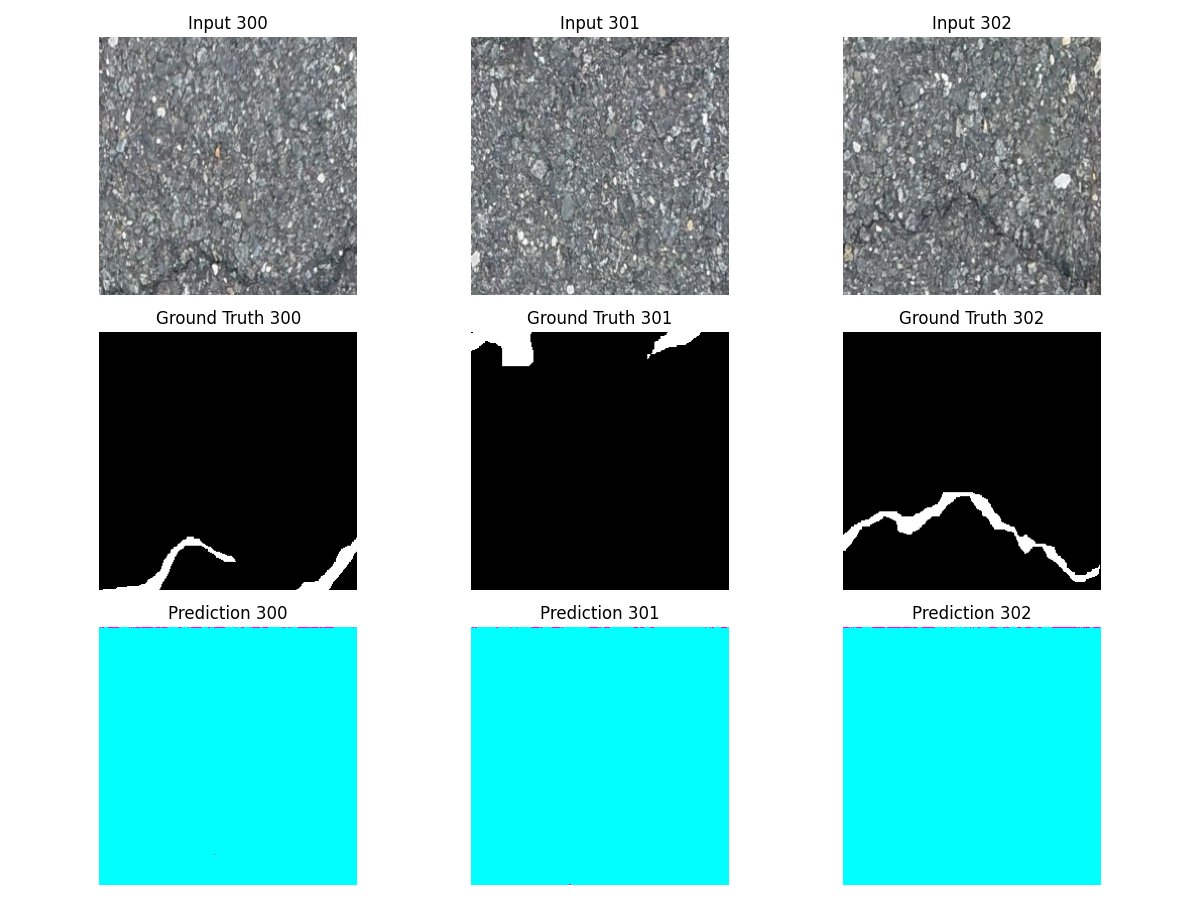 Input 300
Input 301
Input 302
Ground Truth 300
Ground Truth 301
Ground Truth 302
Prediction 300
Prediction 301
Prediction 302